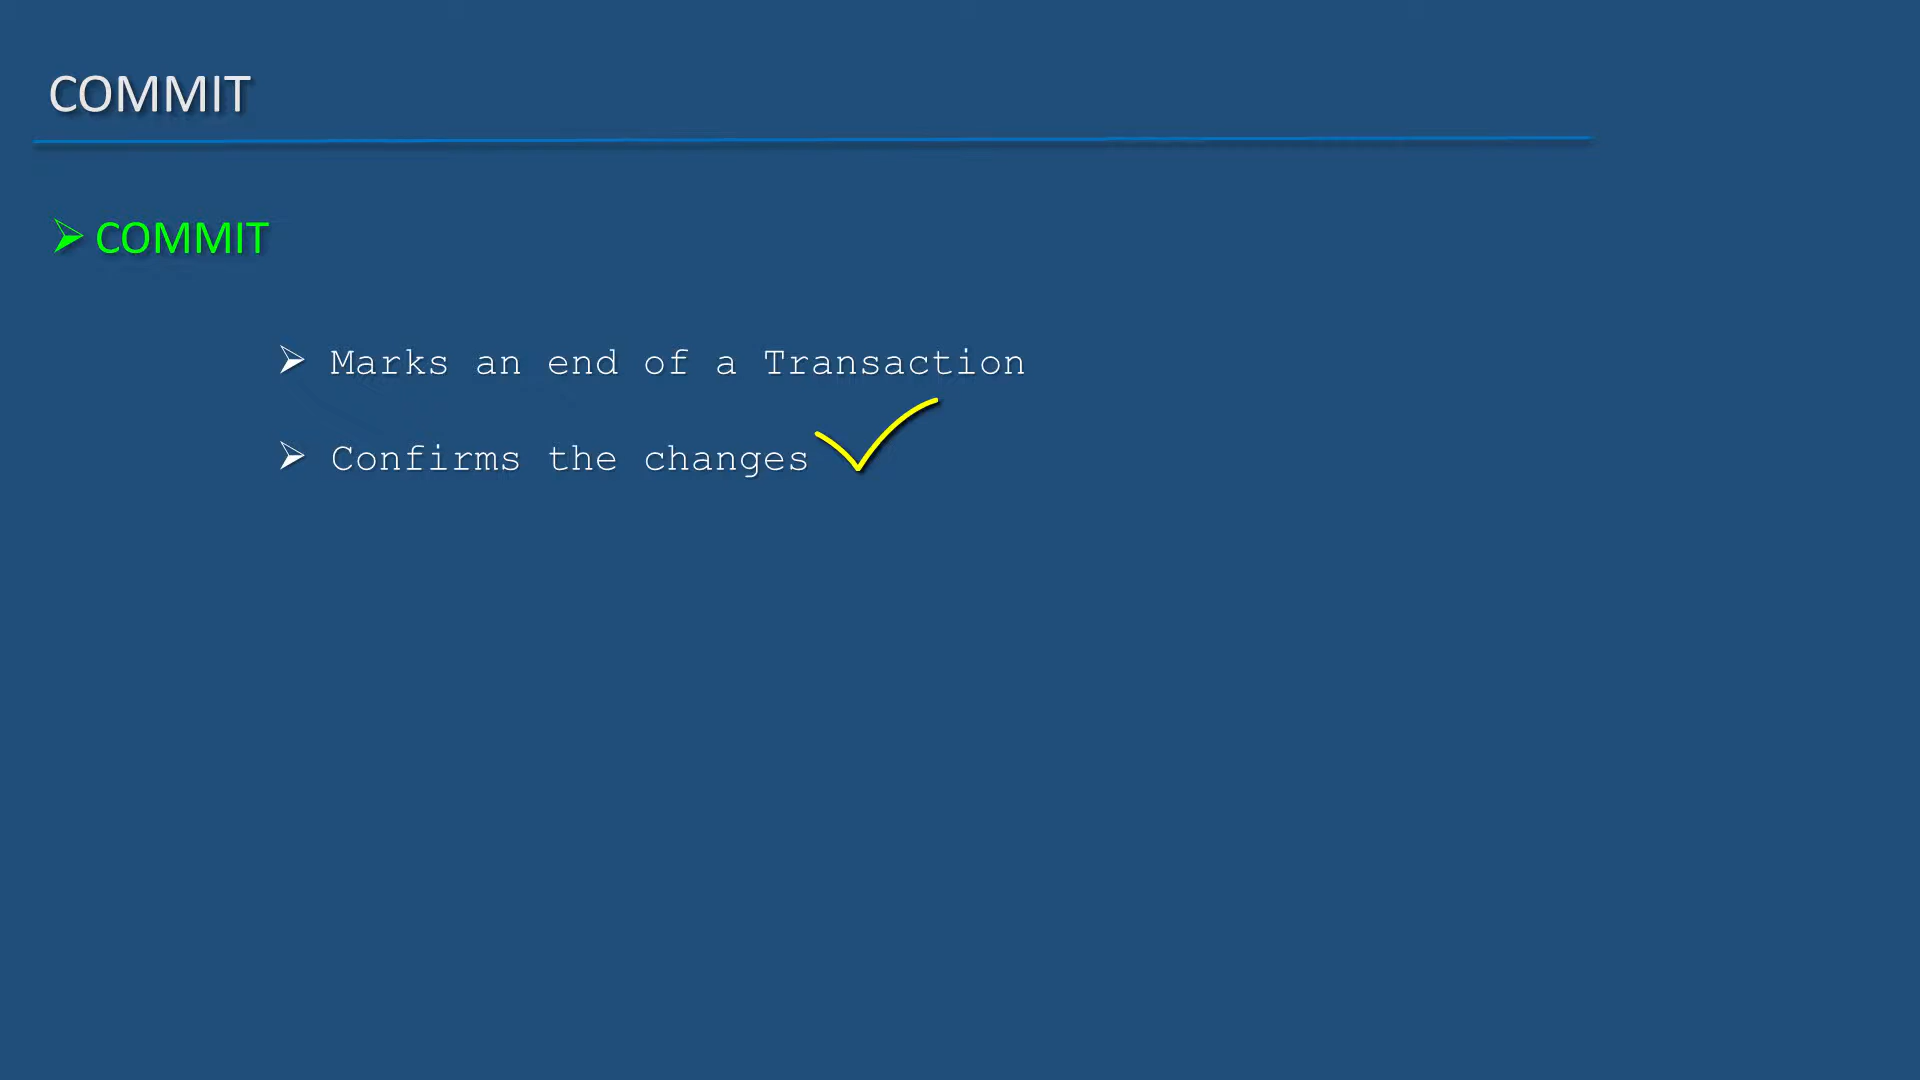 COMMIT
COMMIT
Marks an end of a Transaction
Confirms the changes